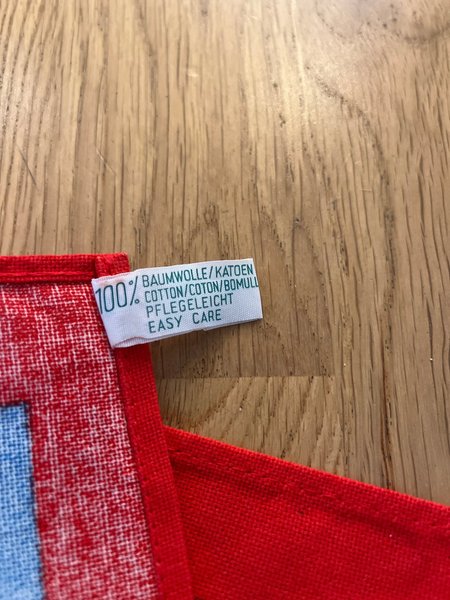 100% BAUMWOLLE/KATOEN
COTTON/COTON/BOMULL
PFLEGELEICHT
EASY CARE